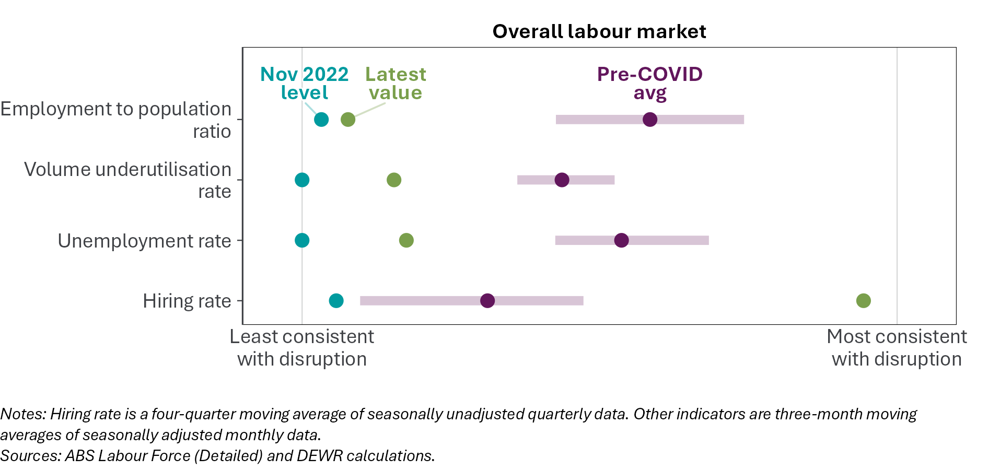 Overall labour market
Nov 2022
level
Latest
value
Pre-COVID
avg
Employment to population
ratio
Volume underutilisation
rate
Unemployment rate
Hiring rate
Least consistent
with disruption
Most consistent
with disruption
Notes: Hiring rate is a four-quarter moving average of seasonally unadjusted quarterly data. Other indicators are three-month moving
averages of seasonally adjusted monthly data.
Sources: ABS Labour Force (Detailed) and DEWR calculations.